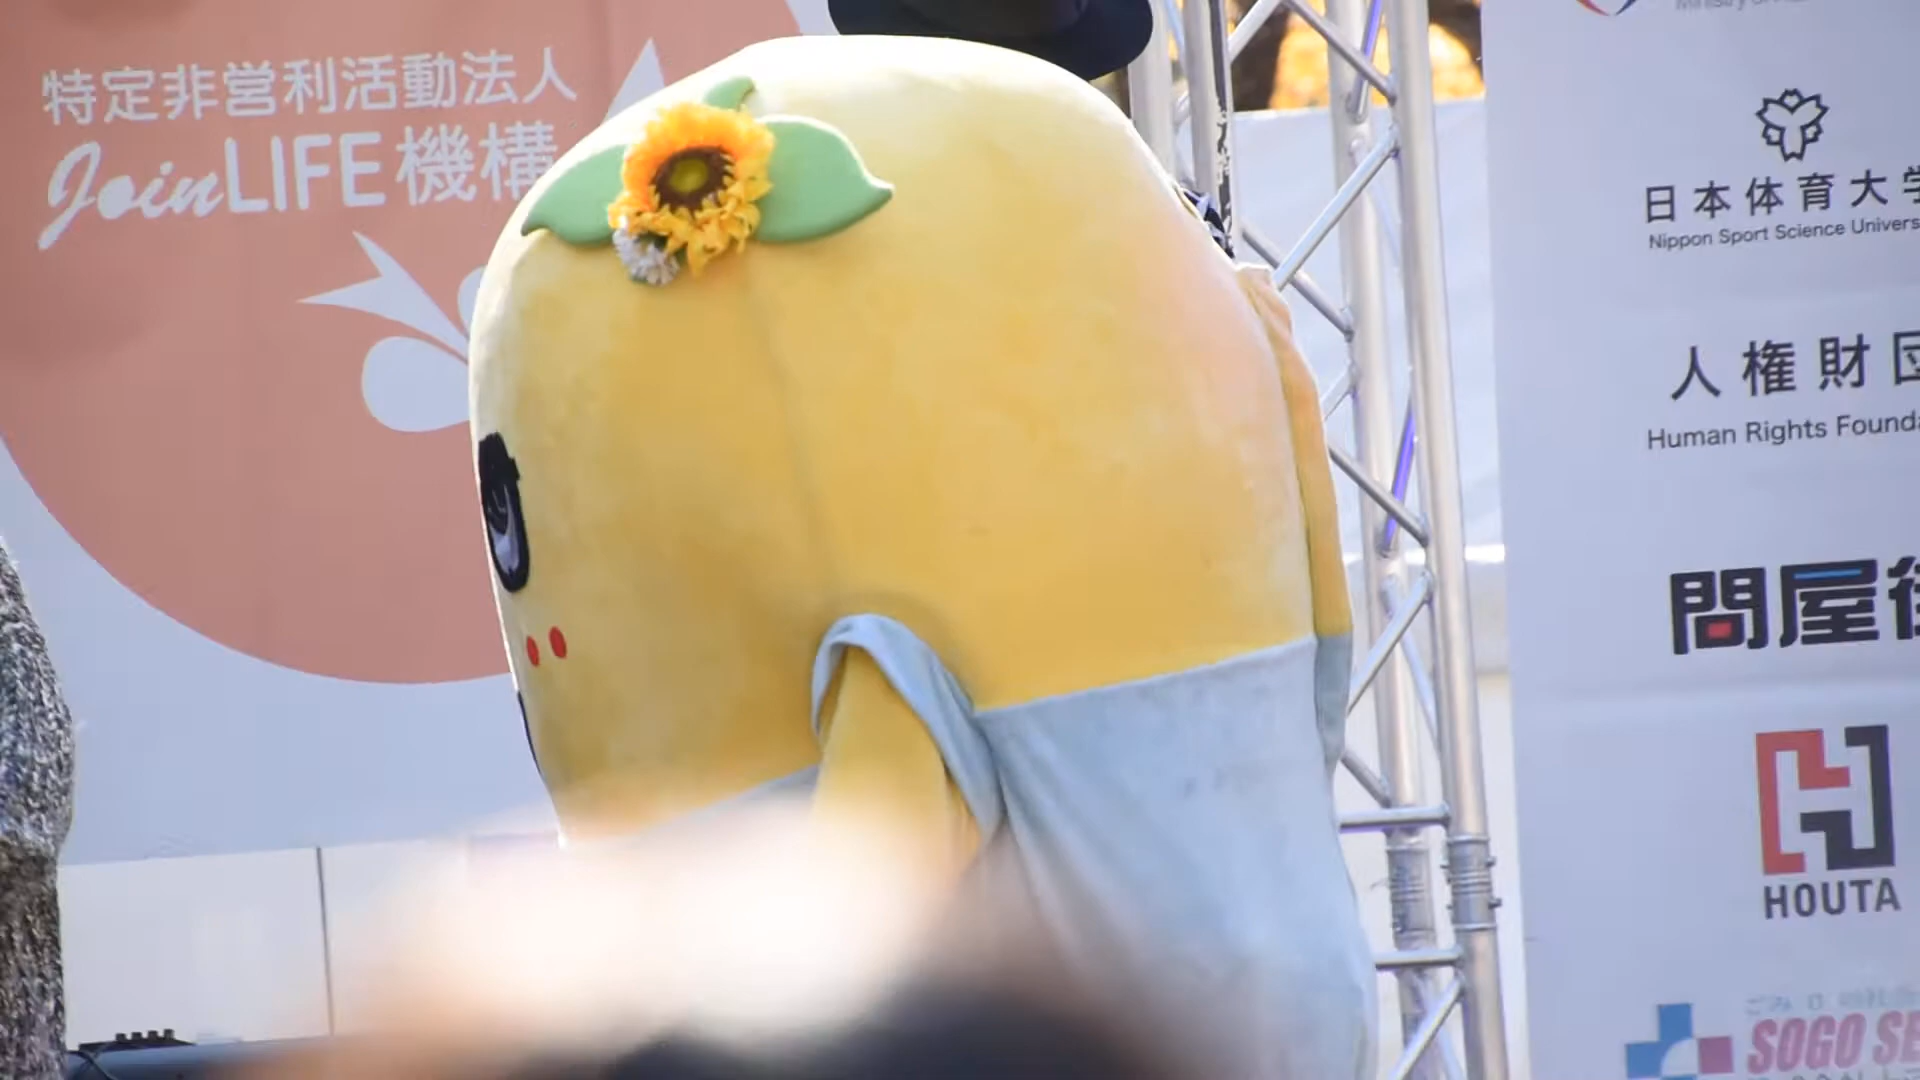 特定非営利活動法人
JoinLIFE機構
日本体育大学
Nippon Sport Science Univers
人権財団
Human Rights Founda
問屋街
HOUTA
SOGO SE